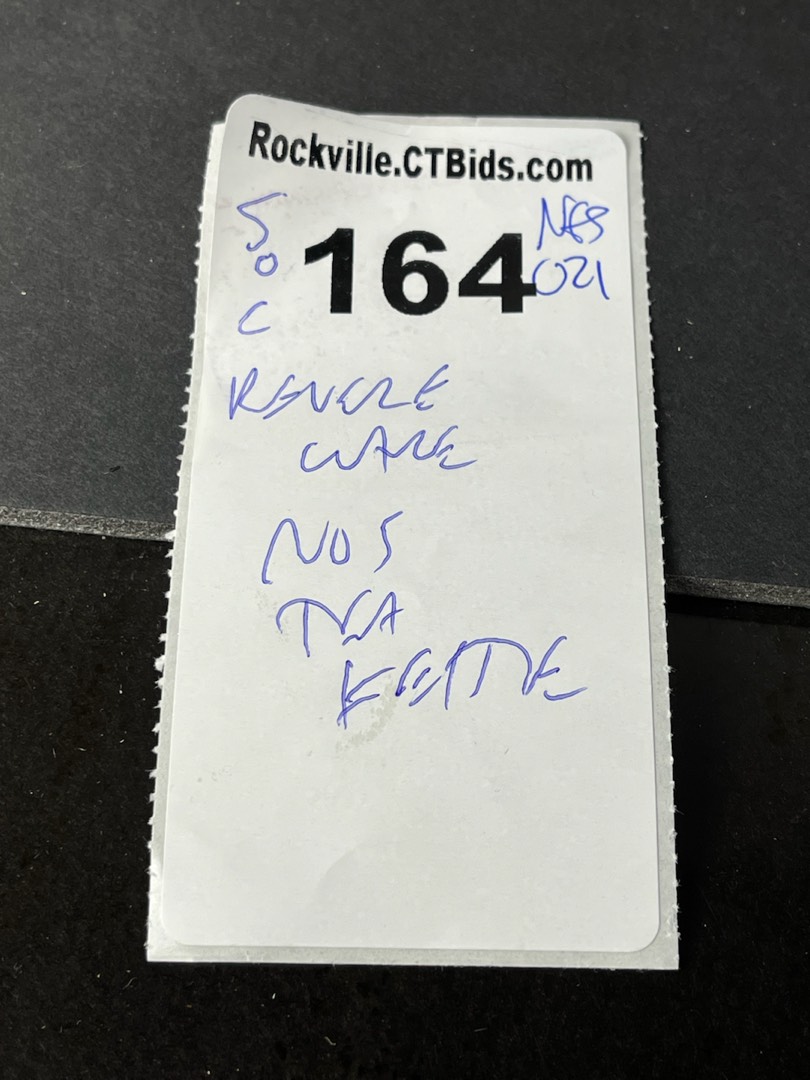 Rockville.CTBids.com
164
S
O
C
NES
021
REVERE
WARE
NOS
TEA
KETTLE